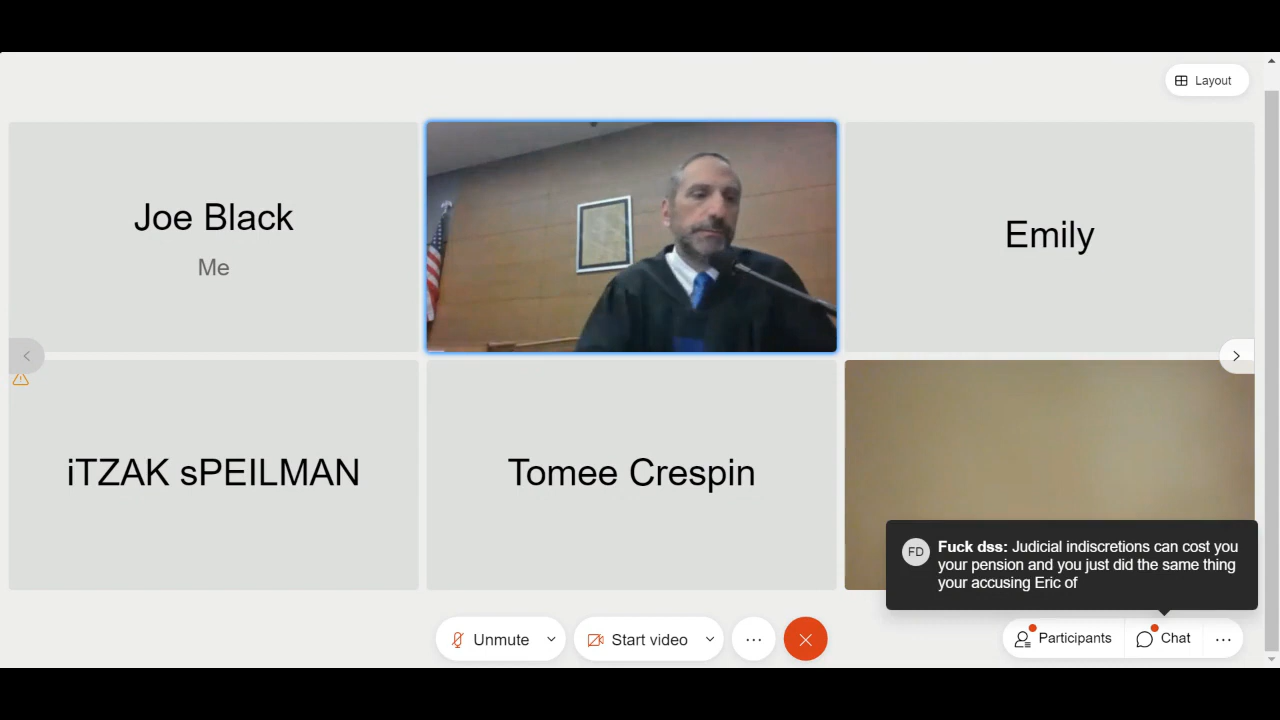 Layout
Joe Black
Me
Emily
iTZAK sPEILMAN
Tomee Crespin
FD
Fuck dss: Judicial indiscretions can cost you
your pension and you just did the same thing
your accusing Eric of
Unmute
Start video
Participants
Chat